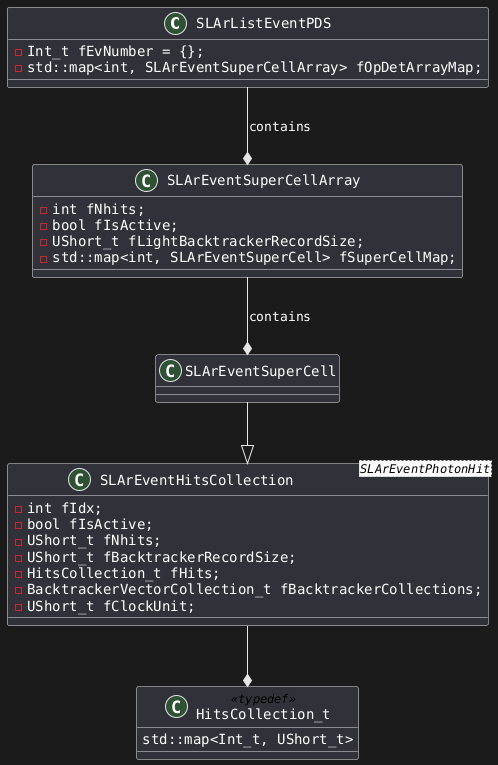 C SLArListEventPDS
Int_t fEvNumber = {};
std::map<int, SLArEventSuperCellArray> fOpDetArrayMap;
contains
C SLArEventSuperCellArray
int fNhits;
bool fIsActive;
UShort_t fLightBacktrackerRecordSize;
std::map<int, SLArEventSuperCell> fSuperCellMap;
contains
C SLArEventSuperCell
SLArEventPhotonHit
C SLArEventHitsCollection
int fIdx;
bool fIsActive;
UShort_t fNhits;
UShort_t fBacktrackerRecordSize;
HitsCollection_t fHits;
BacktrackerVectorCollection_t fBacktrackerCollections;
UShort_t fClockUnit;
«typedef»
C HitsCollection_t
std::map<Int_t, UShort_t>